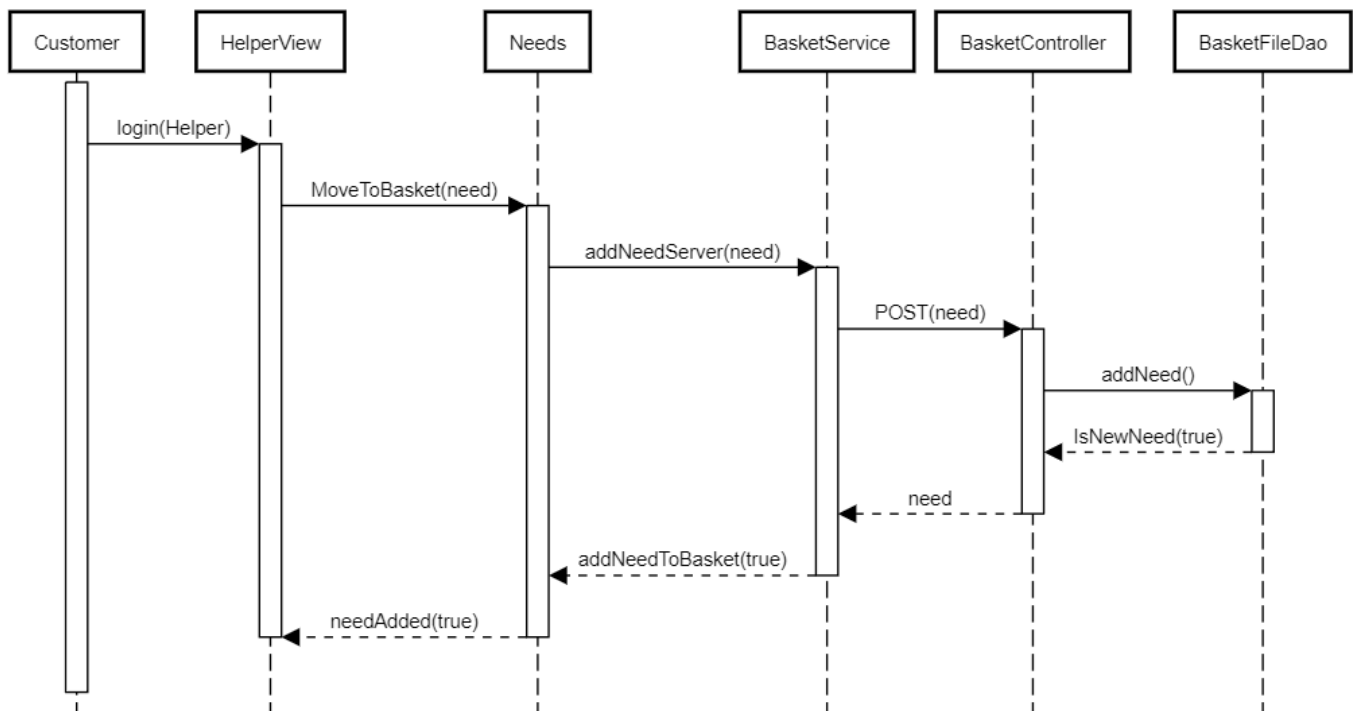 Customer
HelperView
Needs
BasketService
BasketController
BasketFileDao
login(Helper)
MoveToBasket(need)
addNeedServer(need)
POST(need)
addNeed()
IsNewNeed(true)
need
addNeedToBasket(true)
needAdded(true)